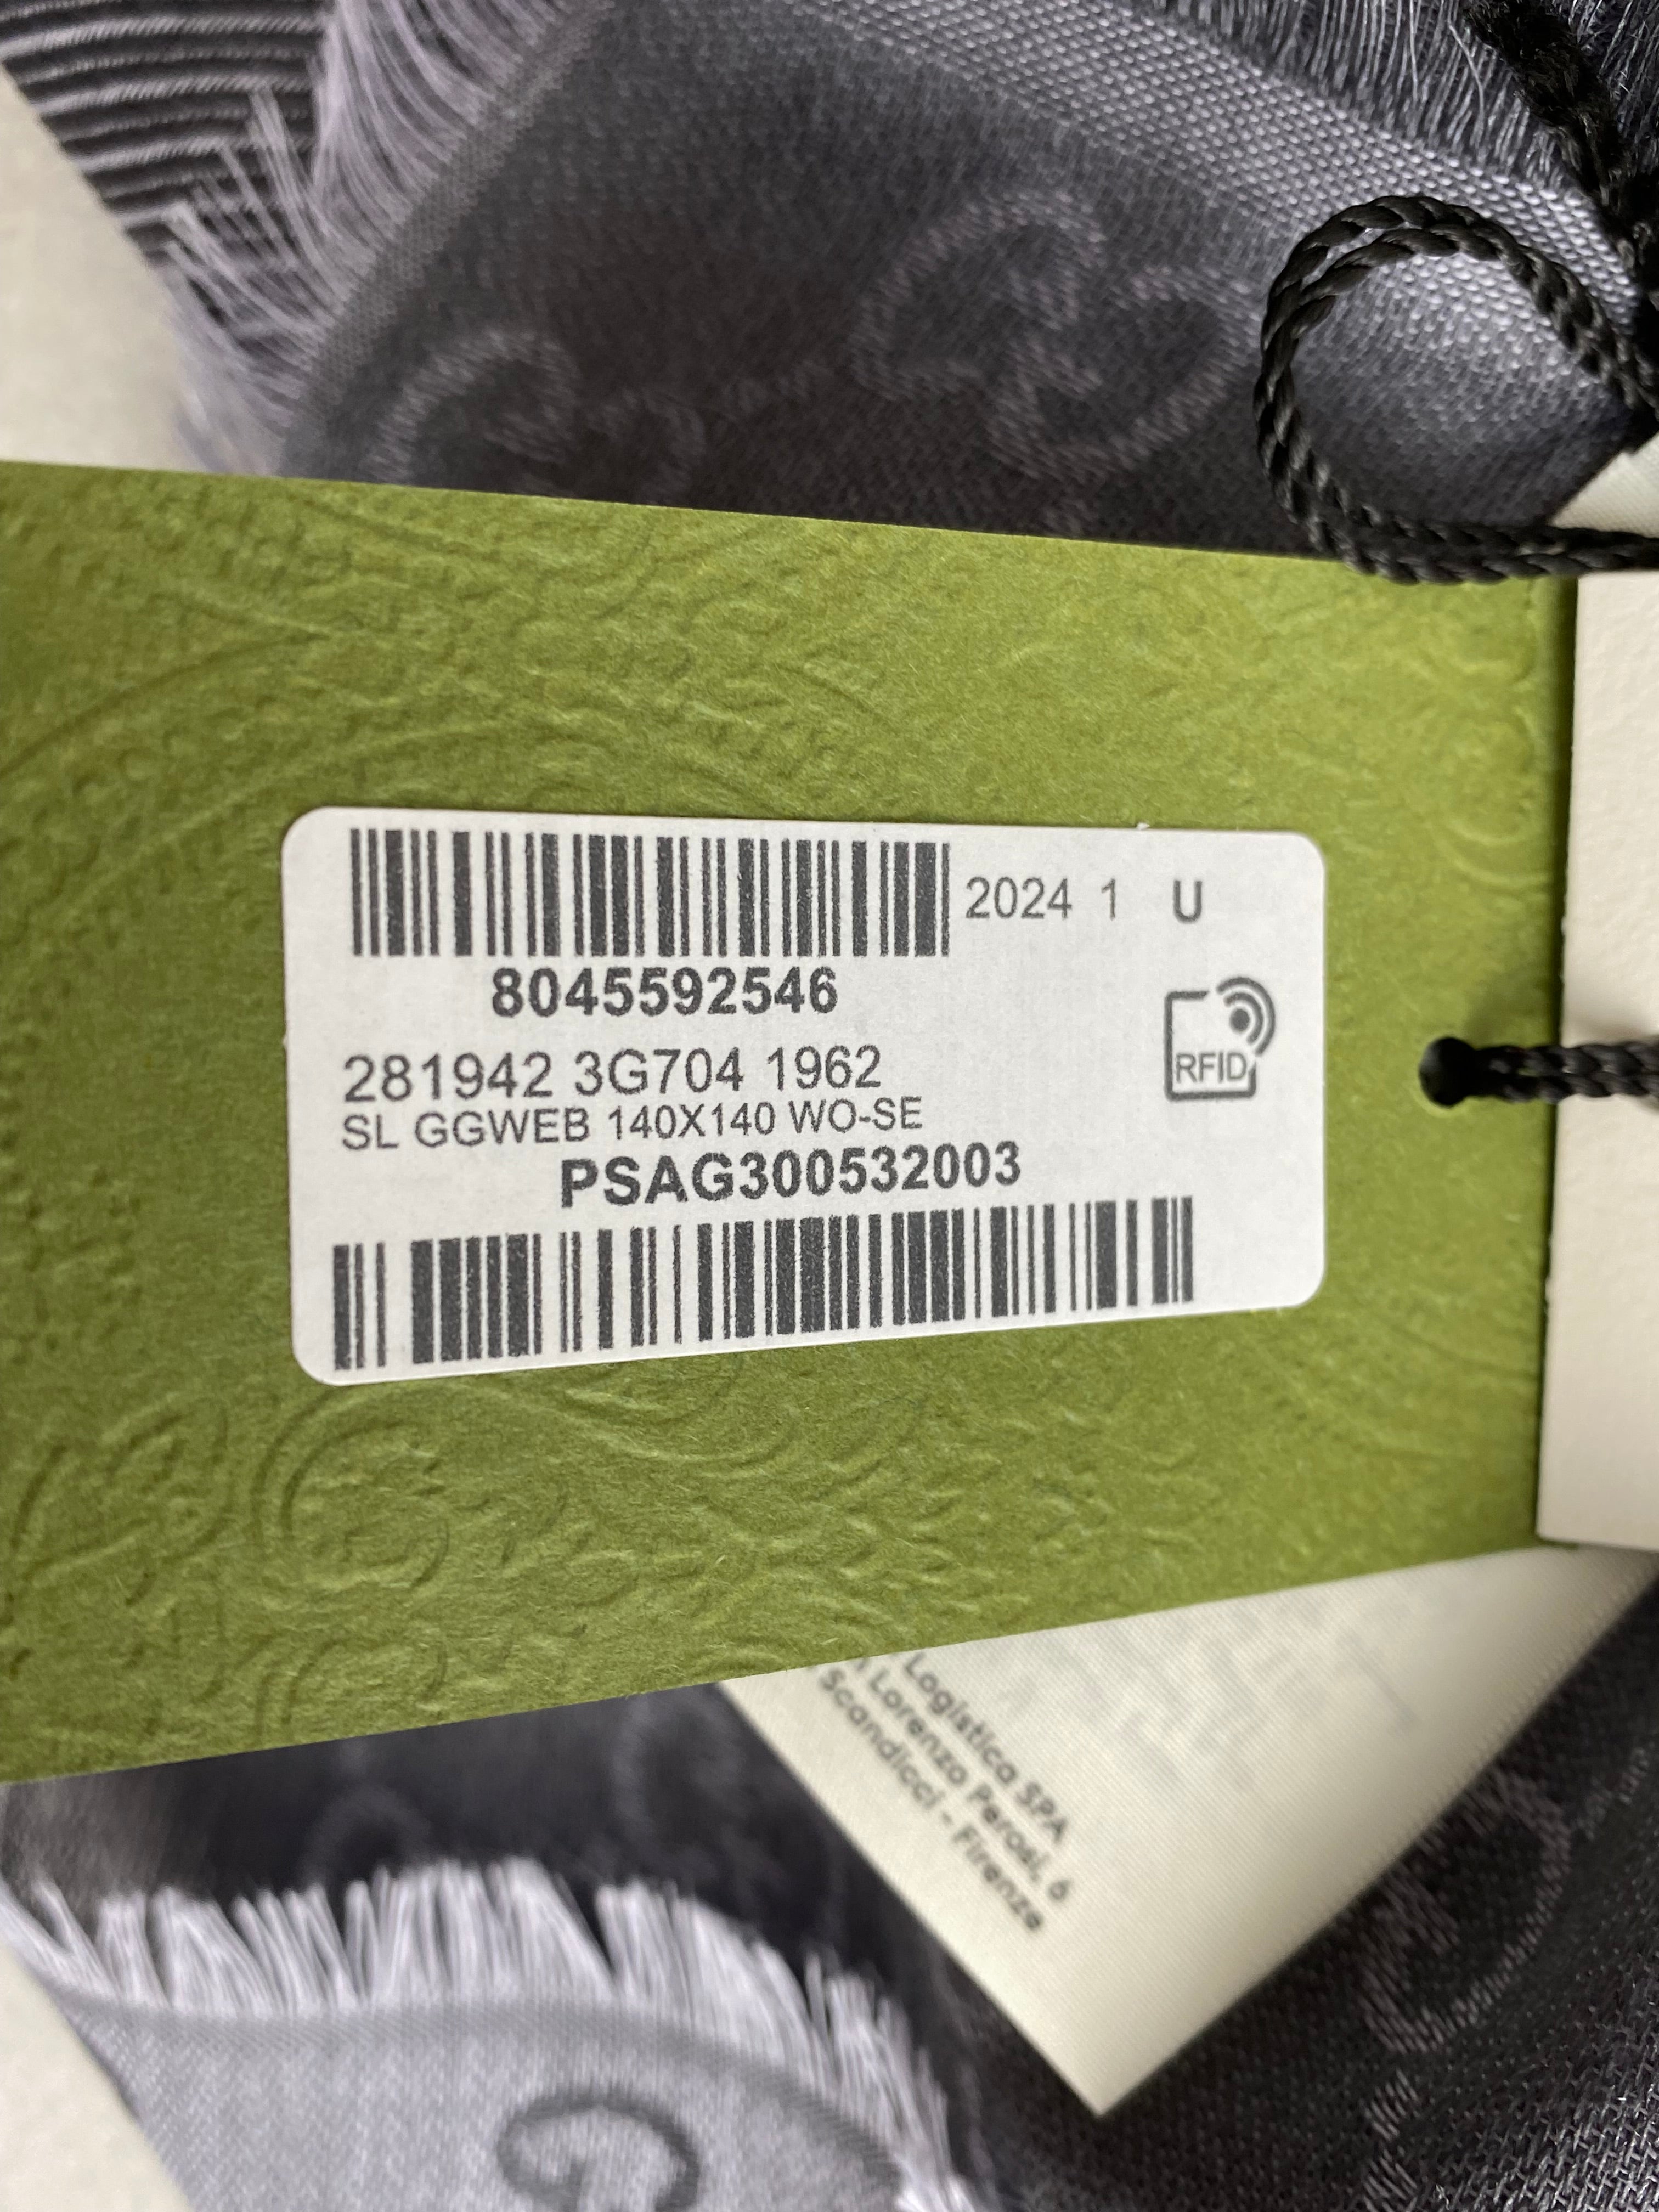 2024 1 U
8045592546
281942 3G704 1962
RFID
SL GGWEB 140X140 WO-SE
PSAG300532003
Logistica SPA
Lorenzo Perosi, 6
Scandicci - Firenze
G